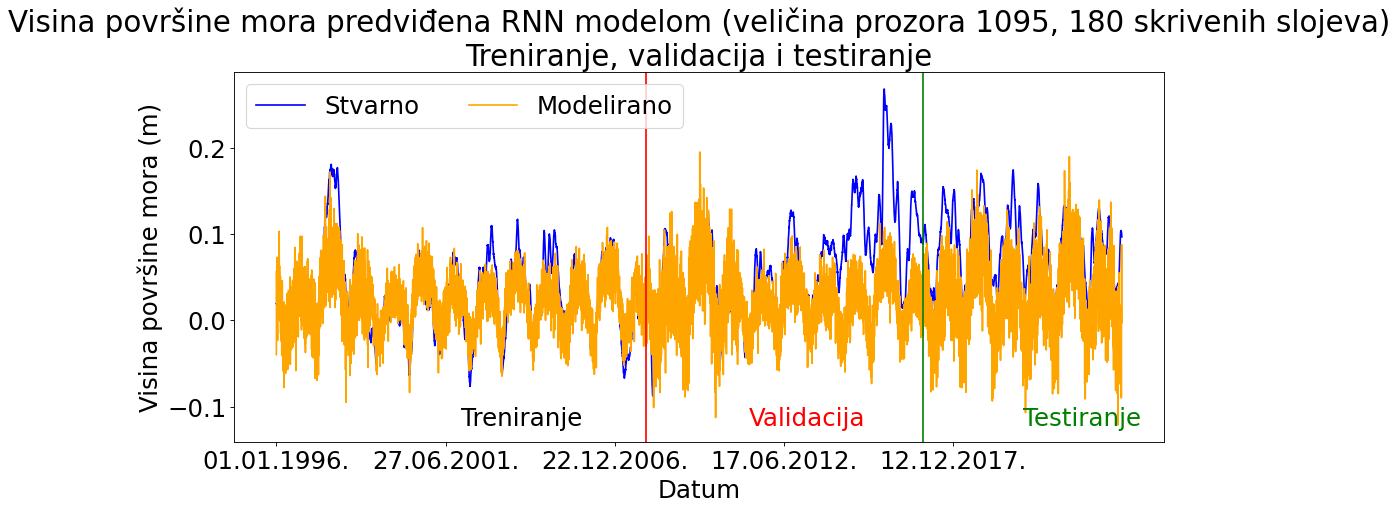 Visina površine mora predviđena RNN modelom (veličina prozora 1095, 180 skrivenih slojeva)
Treniranje, validacija i testiranje
Stvarno Modelirano
Visina površine mora (m)
0.2
0.1
0.0
−0.1
Treniranje Validacija Testiranje
01.01.1996. 27.06.2001. 22.12.2006. 17.06.2012. 12.12.2017.
Datum